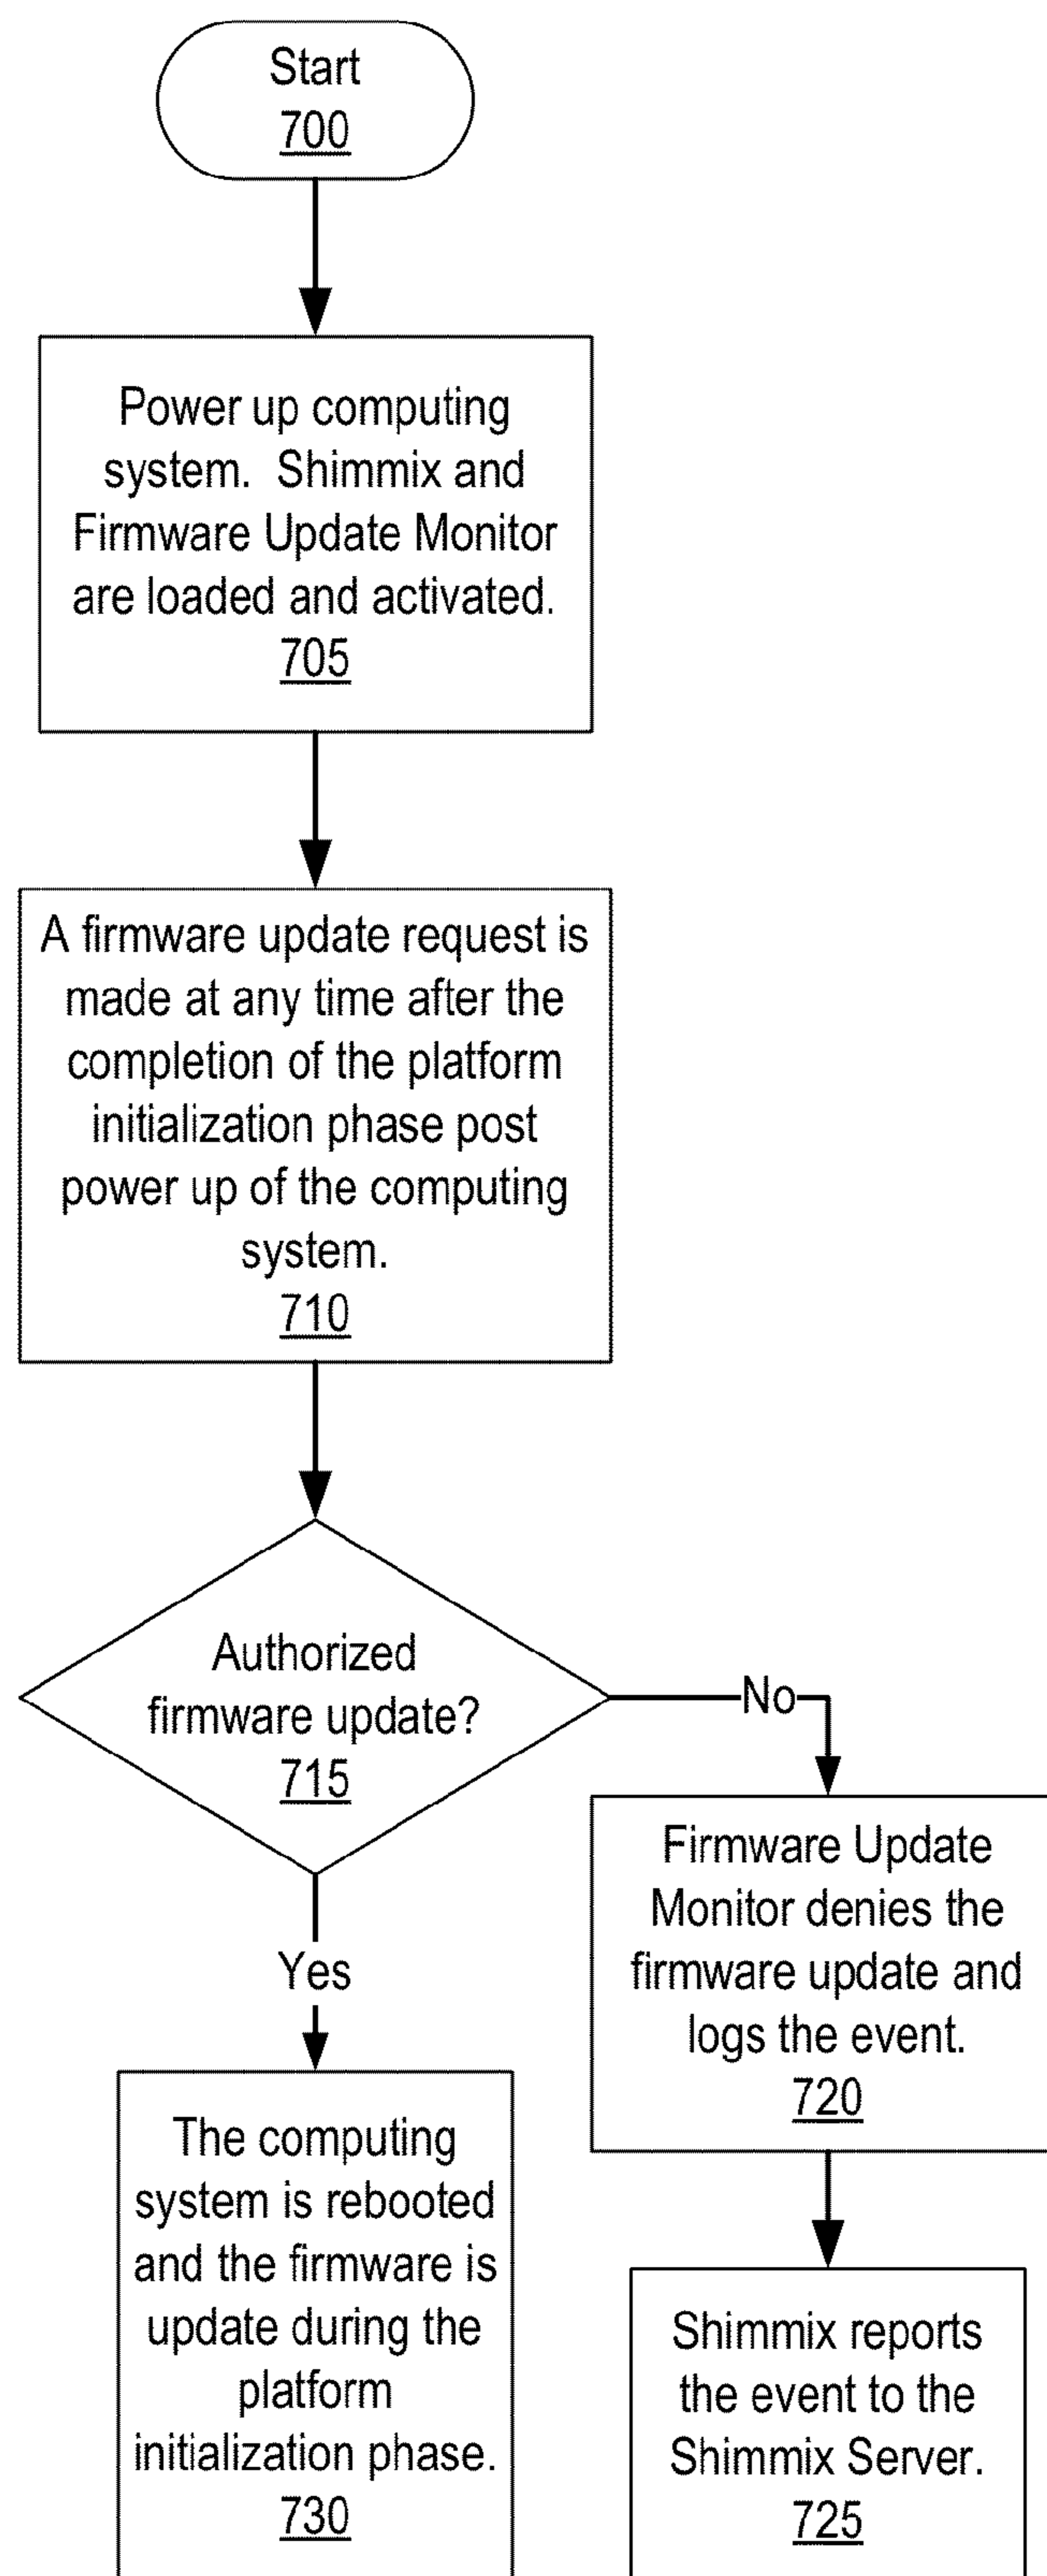 Start
700
Power up computing
system.  Shimmix and
Firmware Update Monitor
are loaded and activated.
705
A firmware update request is
made at any time after the
completion of the platform
initialization phase post
power up of the computing
system.
710
Authorized
firmware update?
715
No
Yes
Firmware Update
Monitor denies the
firmware update and
logs the event.
720
The computing
system is rebooted
and the firmware is
update during the
platform
initialization phase.
730
Shimmix reports
the event to the
Shimmix Server.
725